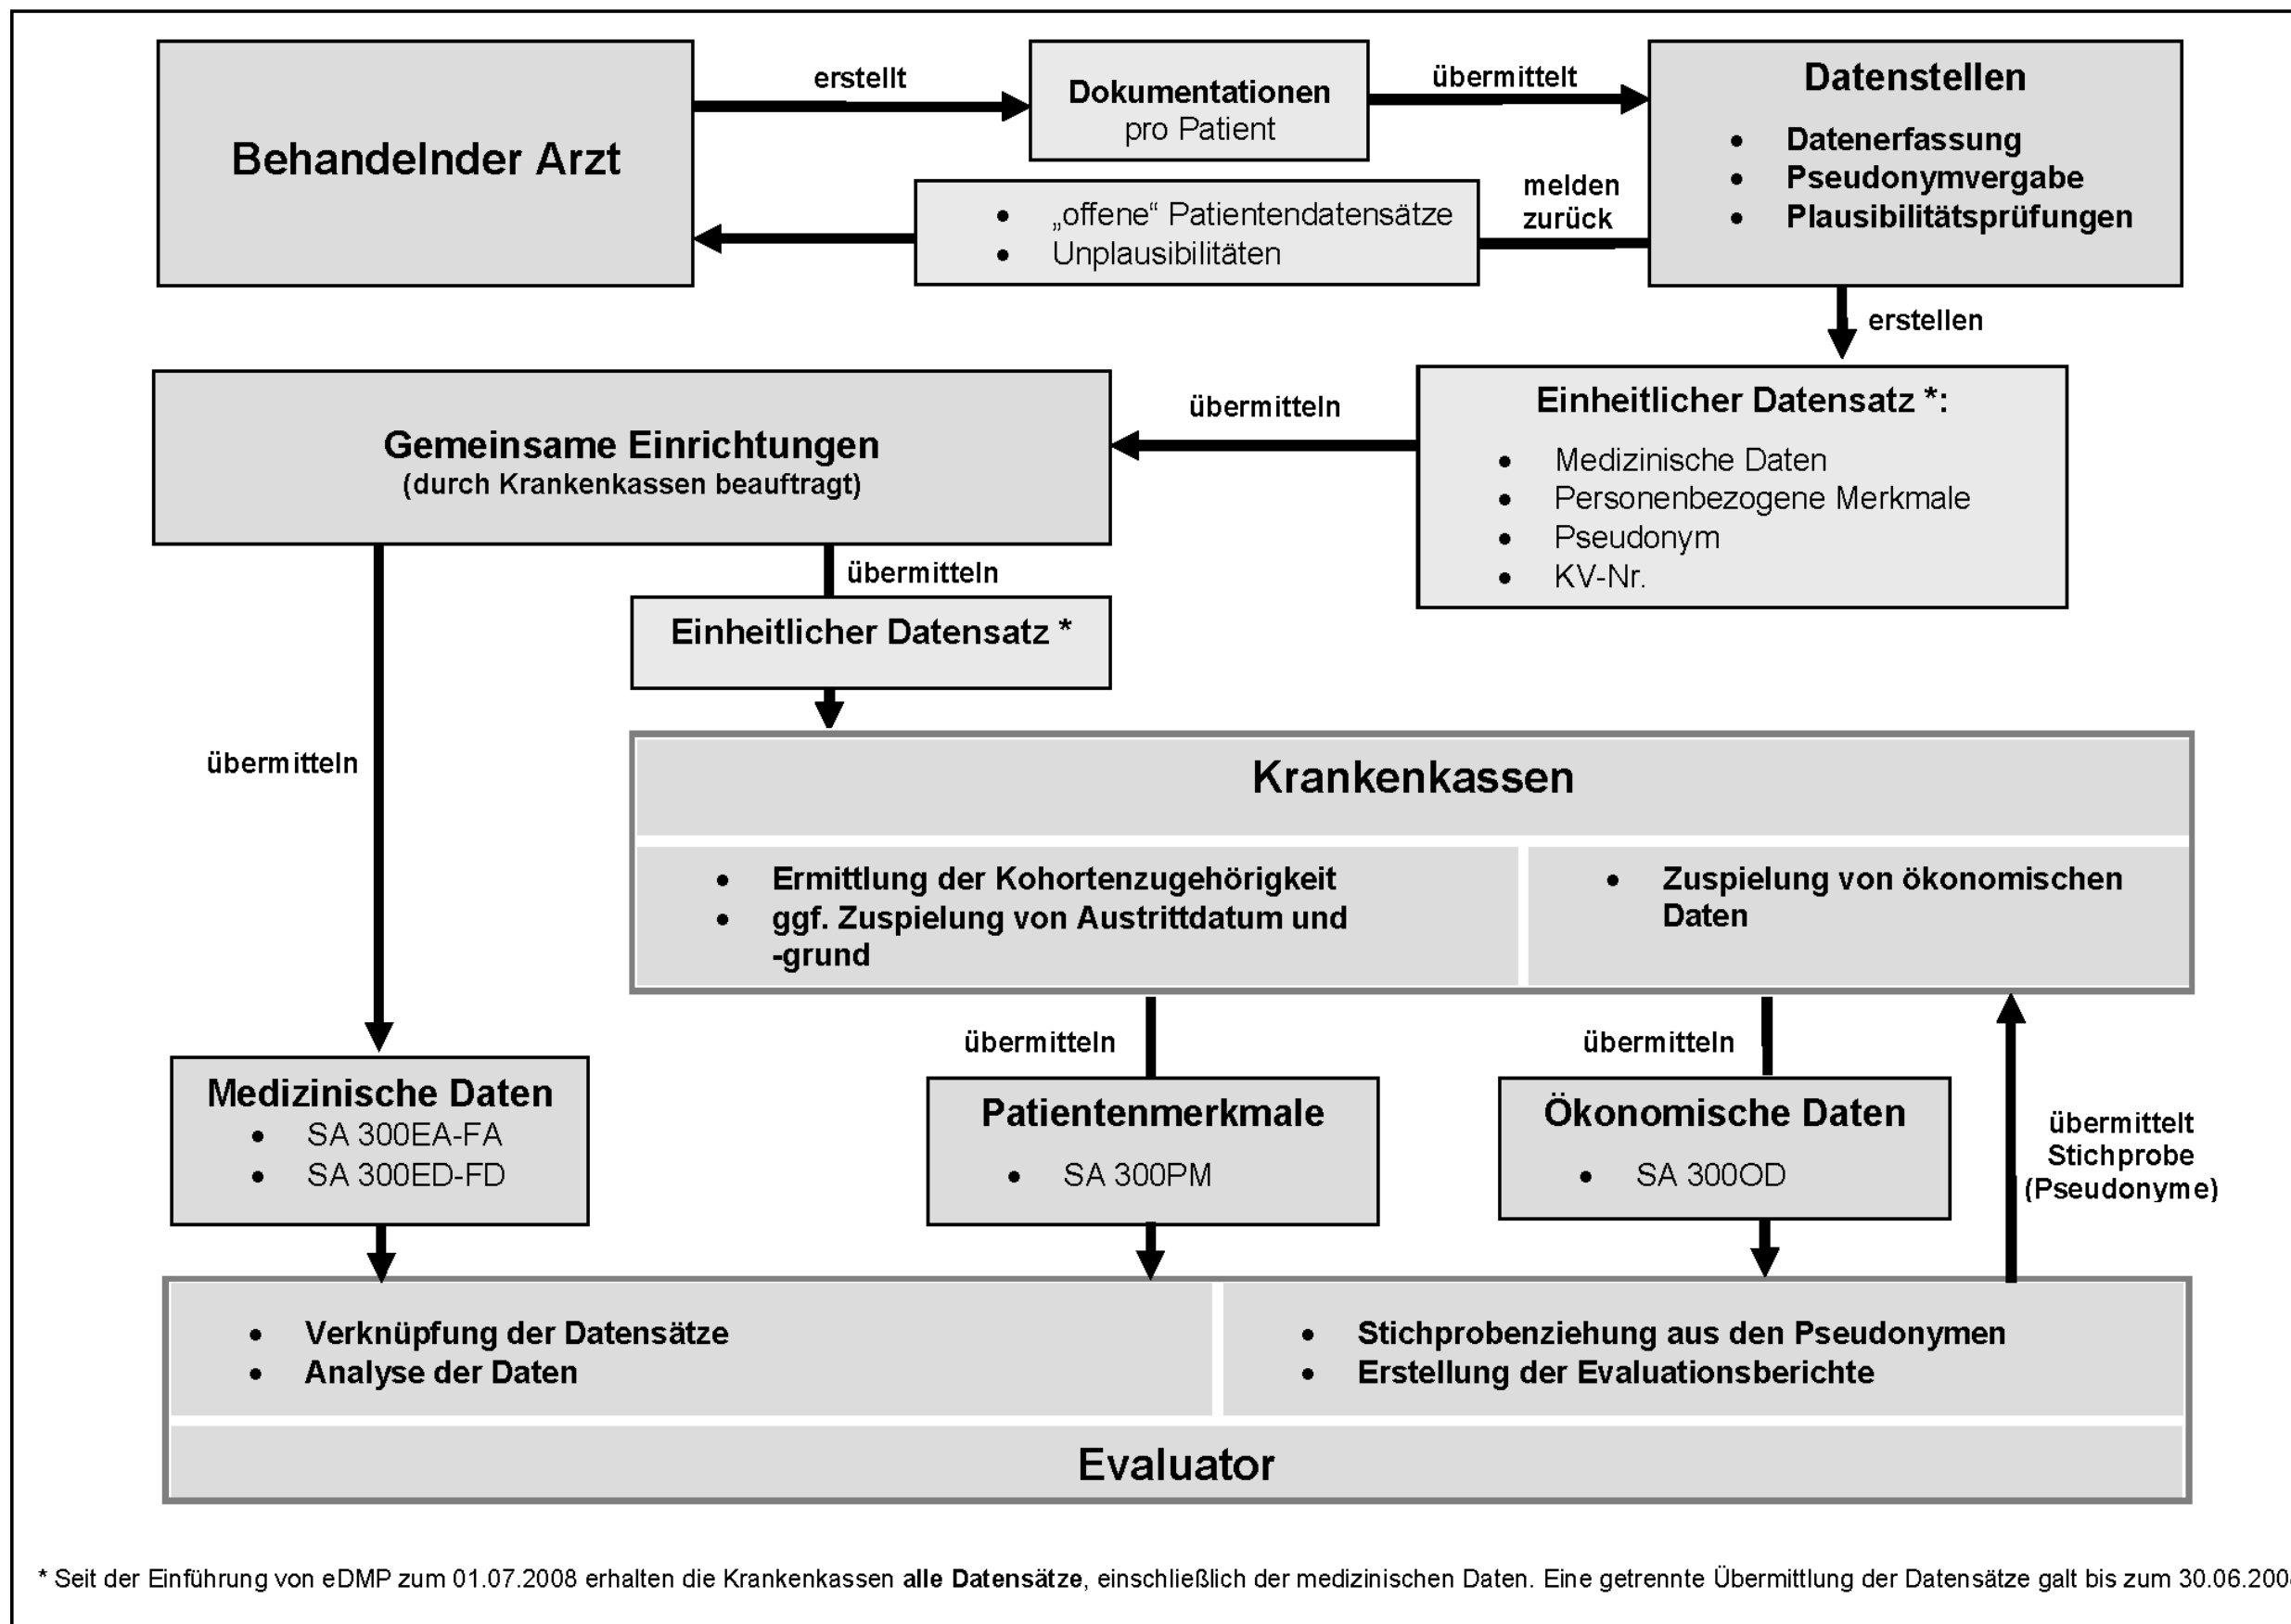 erstellt
Dokumentationen
pro Patient
übermittelt
Datenstellen
Behandelnder Arzt
• Datenerfassung
• Pseudonymvergabe
• Plausibilitätsprüfungen
melden
zurück
• „offene“ Patientendatensätze
• Unplausibilitäten
erstellen
Gemeinsame Einrichtungen
(durch Krankenkassen beauftragt)
übermitteln
Einheitlicher Datensatz *:
• Medizinische Daten
• Personenbezogene Merkmale
• Pseudonym
• KV-Nr.
übermitteln
Einheitlicher Datensatz *
übermitteln
Krankenkassen
• Ermittlung der Kohortenzugehörigkeit
• ggf. Zuspielung von Austrittdatum und
-grund
• Zuspielung von ökonomischen
Daten
übermitteln
übermitteln
Medizinische Daten
• SA 300EA-FA
• SA 300ED-FD
Patientenmerkmale
• SA 300PM
Ökonomische Daten
• SA 300OD
übermittelt
Stichprobe
(Pseudonyme)
• Verknüpfung der Datensätze
• Analyse der Daten
• Stichprobenziehung aus den Pseudonymen
• Erstellung der Evaluationsberichte
Evaluator
* Seit der Einführung von eDMP zum 01.07.2008 erhalten die Krankenkassen alle Datensätze, einschließlich der medizinischen Daten. Eine getrennte Übermittlung der Datensätze galt bis zum